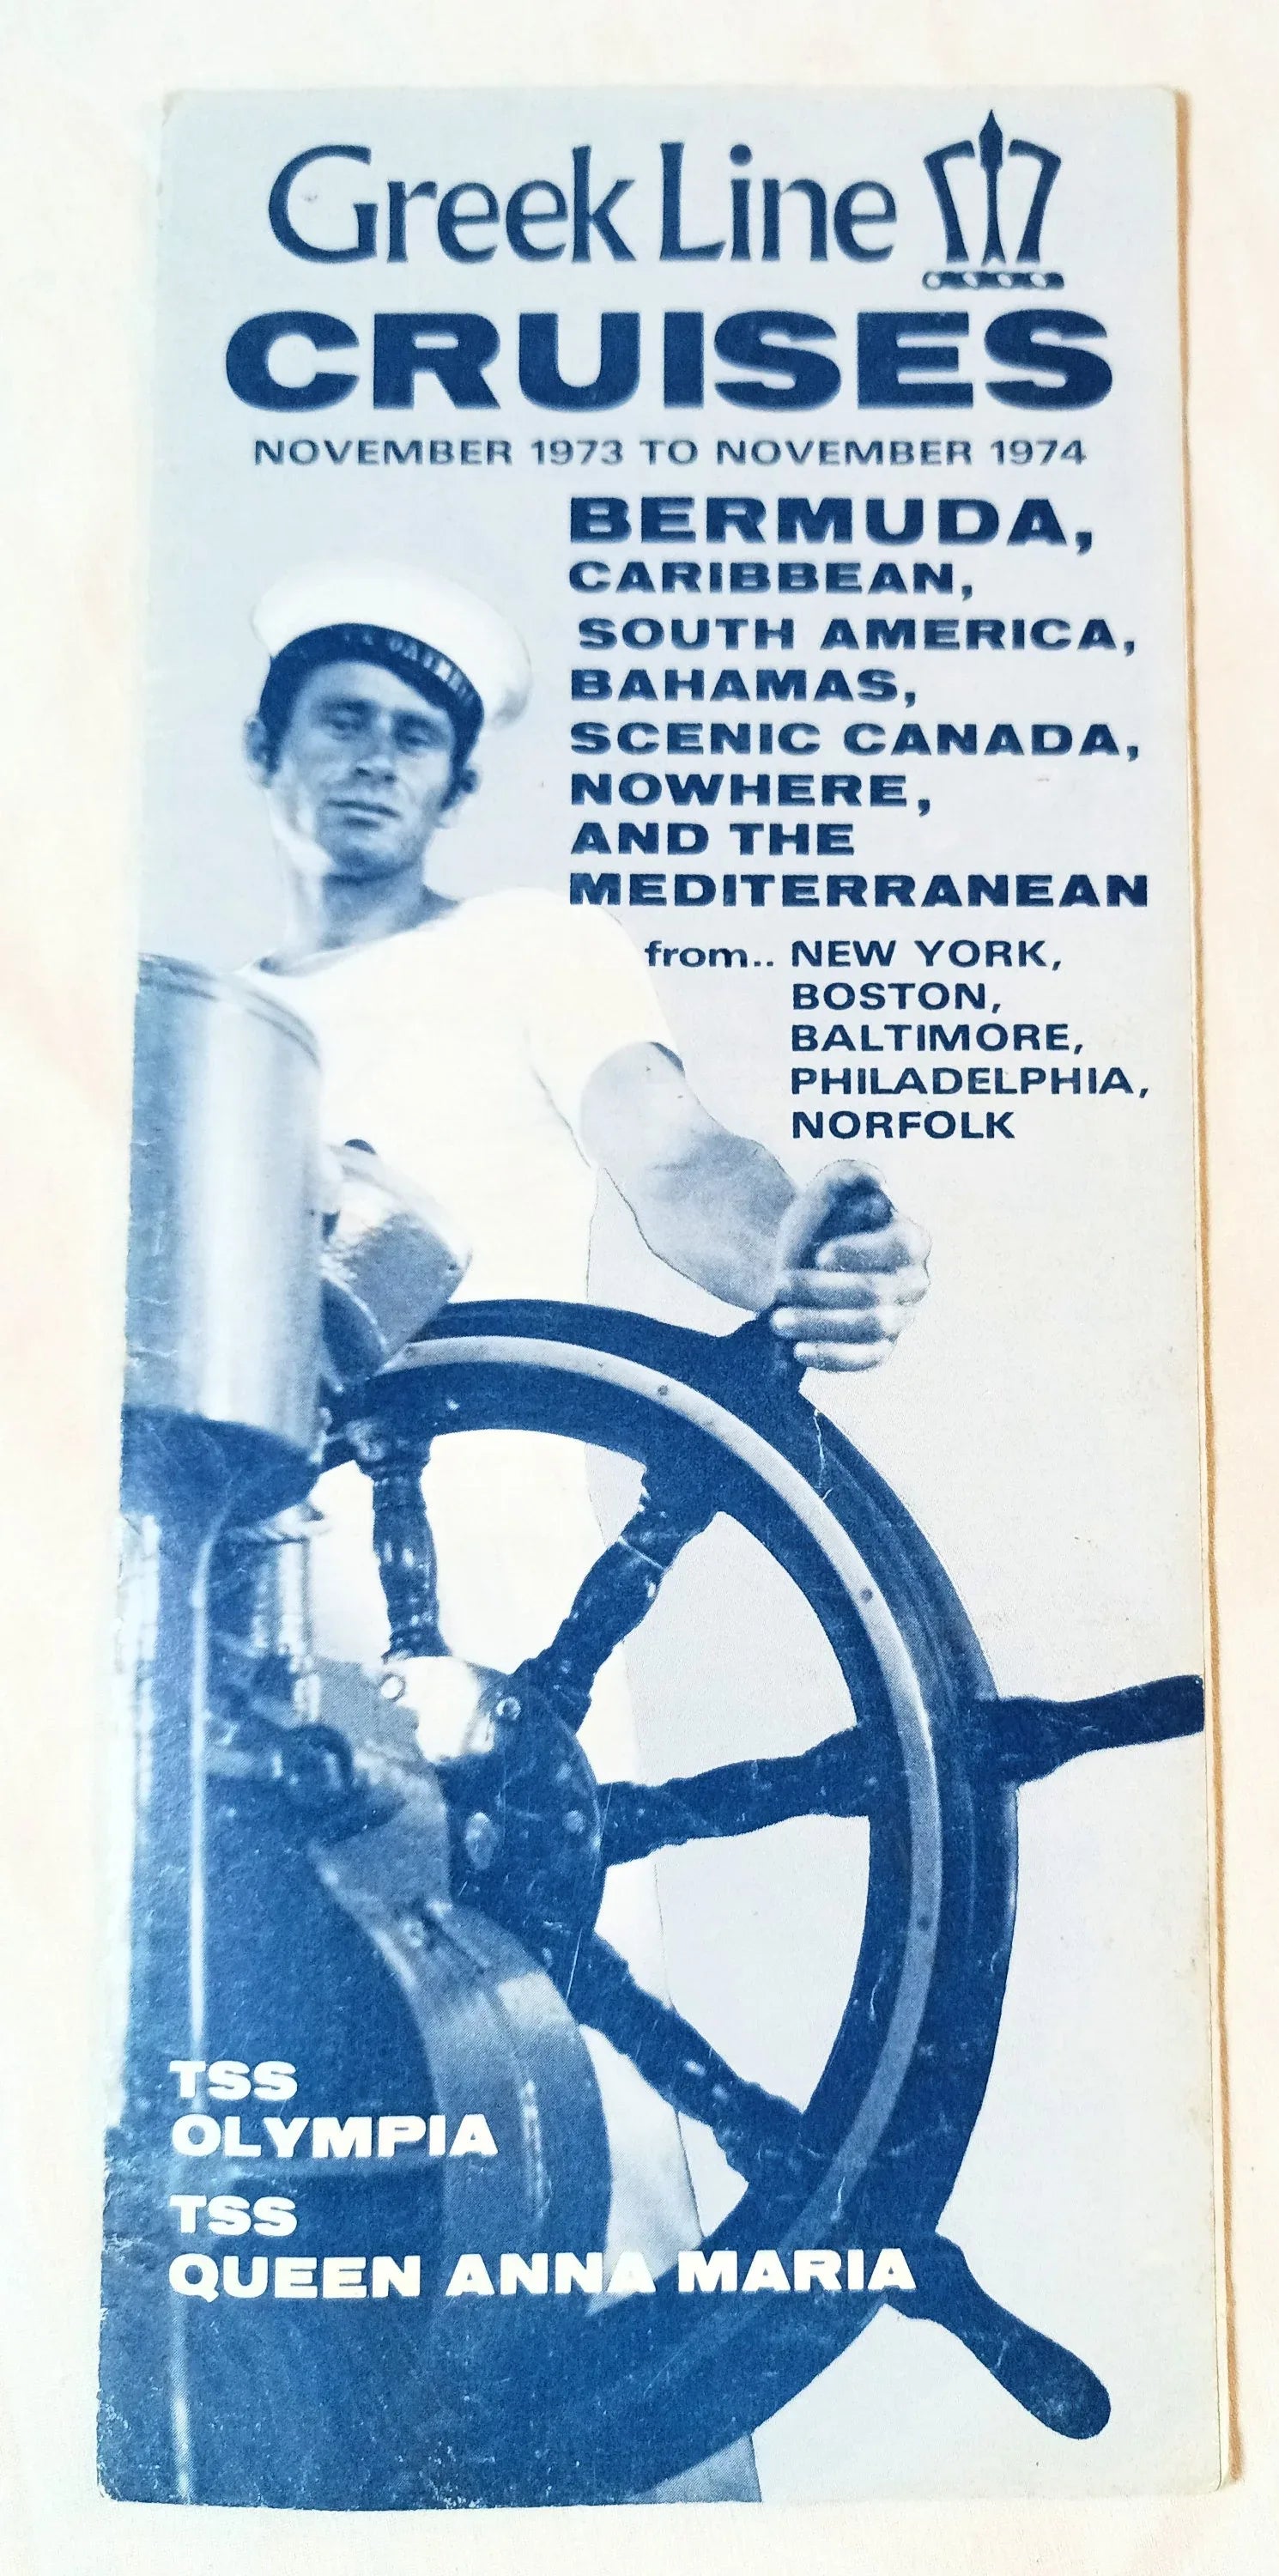 Greek Line
CRUISES
NOVEMBER 1973 TO NOVEMBER 1974
BERMUDA,
CARIBBEAN,
SOUTH AMERICA,
BAHAMAS,
SCENIC CANADA,
NOWHERE,
AND THE
MEDITERRANEAN
from.. NEW YORK,
BOSTON,
BALTIMORE,
PHILADELPHIA,
NORFOLK
TSS
OLYMPIA
TSS
QUEEN ANNA MARIA